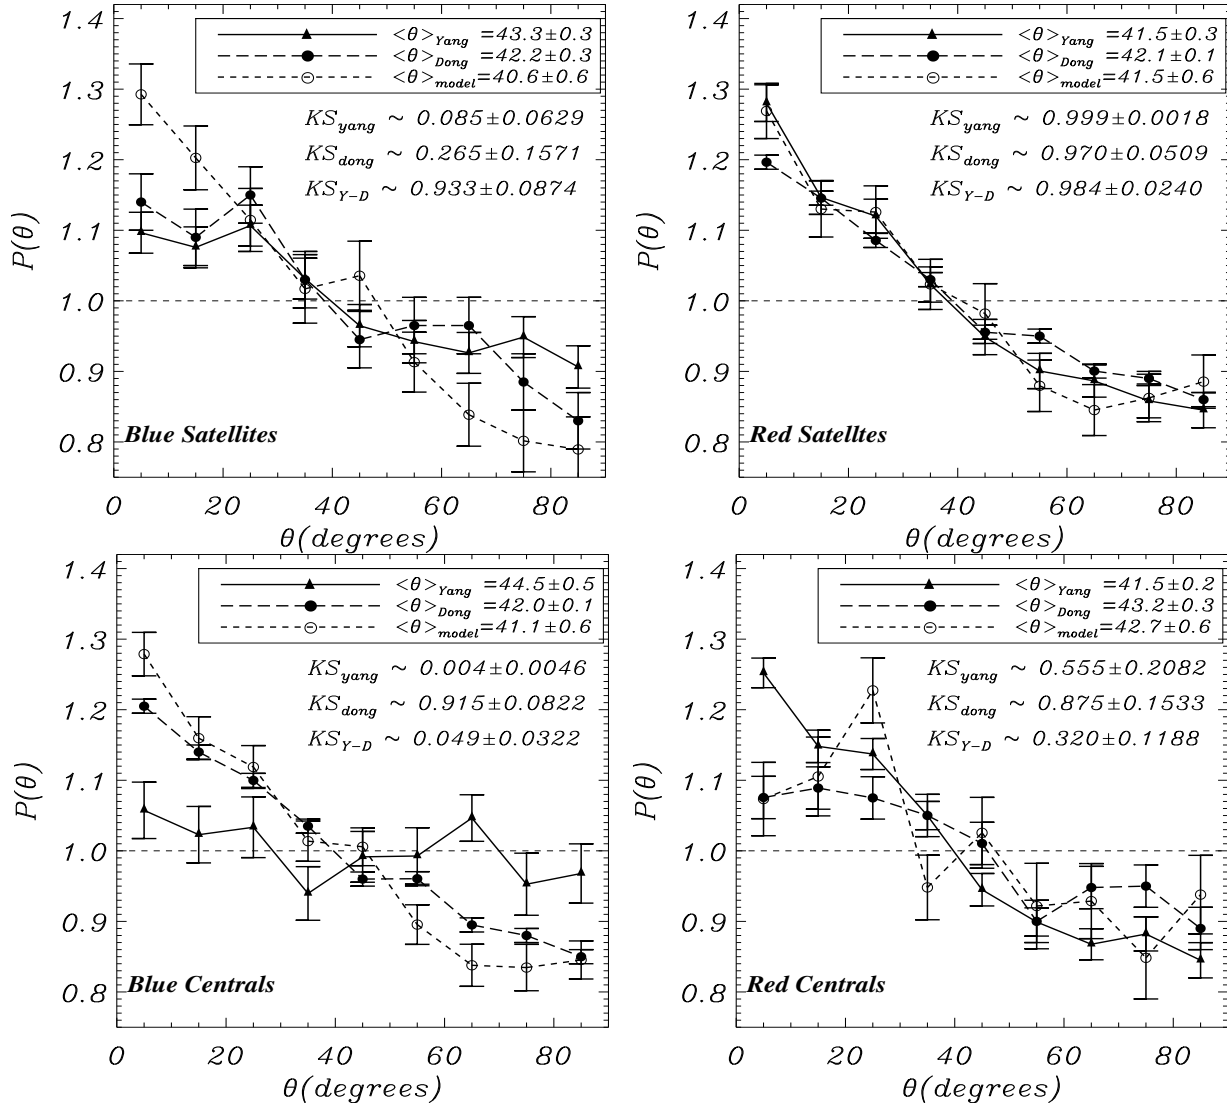 <θ>Yang =43.3±0.3
<θ>Dong =42.2±0.3
<θ>model=40.6±0.6
KSyang ~ 0.085±0.0629
KSdong ~ 0.265±0.1571
KSY-D ~ 0.933±0.0874
1.4
1.3
1.2
1.1
1.0
0.9
0.8
P(θ)
Blue Satellites
0 20 40 60 80
θ(degrees)
<θ>Yang =41.5±0.3
<θ>Dong =42.1±0.1
<θ>model=41.5±0.6
KSyang ~ 0.999±0.0018
KSdong ~ 0.970±0.0509
KSY-D ~ 0.984±0.0240
1.4
1.3
1.2
1.1
1.0
0.9
0.8
P(θ)
Red Satelltes
0 20 40 60 80
θ(degrees)
<θ>Yang =44.5±0.5
<θ>Dong =42.0±0.1
<θ>model=41.1±0.6
KSyang ~ 0.004±0.0046
KSdong ~ 0.915±0.0822
KSY-D ~ 0.049±0.0322
1.4
1.3
1.2
1.1
1.0
0.9
0.8
P(θ)
Blue Centrals
0 20 40 60 80
θ(degrees)
<θ>Yang =41.5±0.2
<θ>Dong =43.2±0.3
<θ>model=42.7±0.6
KSyang ~ 0.555±0.2082
KSdong ~ 0.875±0.1533
KSY-D ~ 0.320±0.1188
1.4
1.3
1.2
1.1
1.0
0.9
0.8
P(θ)
Red Centrals
0 20 40 60 80
θ(degrees)